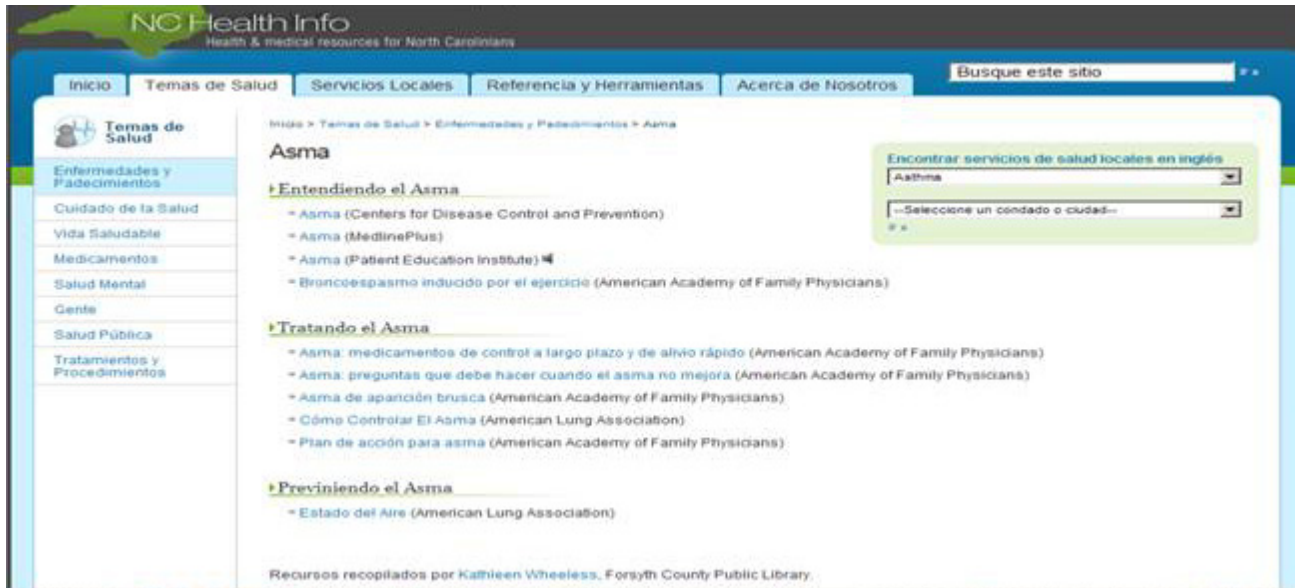 NC Health Info
Health & medical resources for North Carolinians
Busque este sitio
Inicio
Temas de Salud
Servicios Locales
Referencia y Herramientas
Acerca de Nosotros
Temas de
Salud
Enfermedades y
Padecimientos
Cuidado de la Salud
Vida Saludable
Medicamentos
Salud Mental
Gente
Salud Pública
Tratamientos y
Procedimientos
Inicio > Temas de Salud > Enfermedades y Padecimientos > Asma
Asma
Entendiendo el Asma
Asma (Centers for Disease Control and Prevention)
Asma (MedlinePlus)
Asma (Patient Education Institute)
Broncoespasmo inducido por el ejercicio (American Academy of Family Physicians)
Tratando el Asma
Asma: medicamentos de control a largo plazo y de alivio rápido (American Academy of Family Physicians)
Asma: preguntas que debe hacer cuando el asma no mejora (American Academy of Family Physicians)
Asma de aparición brusca (American Academy of Family Physicians)
Cómo Controlar El Asma (American Lung Association)
Plan de acción para asma (American Academy of Family Physicians)
Previniendo el Asma
Estado del Aire (American Lung Association)
Recursos recopilados por Kathleen Wheeless, Forsyth County Public Library.
Encontrar servicios de salud locales en inglés
Asthma
--Seleccione un condado o ciudad--